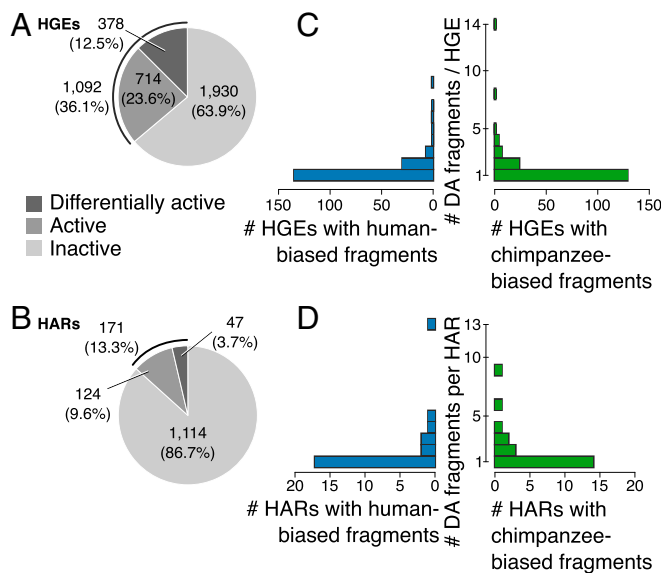 A
HGEs
378
(12.5%)
1,092
(36.1%)
714
(23.6%)
1,930
(63.9%)
Differentially active
Active
Inactive
B
HARs
171
(13.3%)
47
(3.7%)
124
(9.6%)
1,114
(86.7%)
C
# DA fragments / HGE
14
10
5
1
150
100
50
0
0
50
100
150
# HGEs with human-
biased fragments
# HGEs with
chimpanzee-
biased fragments
D
# DA fragments per HAR
13
10
5
1
20
15
10
5
0
0
5
10
15
20
# HARs with human-
biased fragments
# HARs with
chimpanzee-
biased fragments